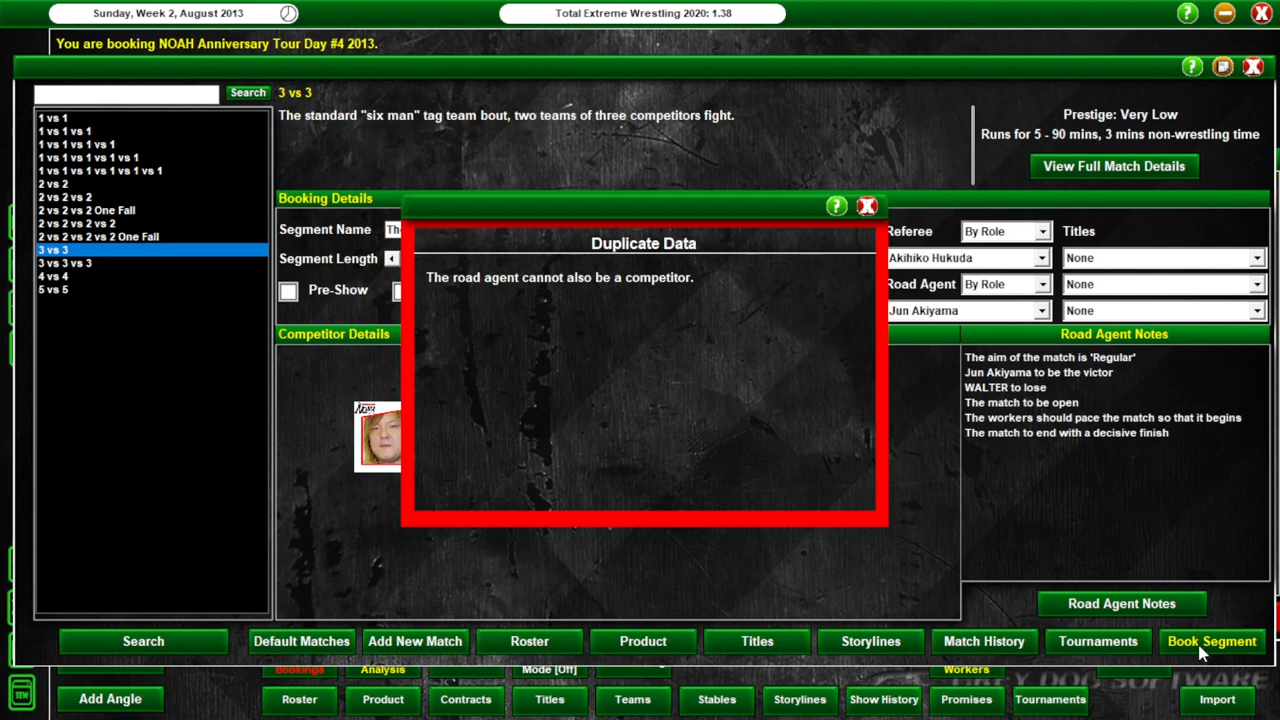 Sunday, Week 2, August 2013
Total Extreme Wrestling 2020: 1.38
You are booking NOAH Anniversary Tour Day #4 2013.
Search
3 vs 3
The standard "six man" tag team bout, two teams of three competitors fight.
Prestige: Very Low
Runs for 5 - 90 mins, 3 mins non-wrestling time
View Full Match Details
1 vs 1
1 vs 1 vs 1
1 vs 1 vs 1 vs 1
1 vs 1 vs 1 vs 1 vs 1
1 vs 1 vs 1 vs 1 vs 1 vs 1
2 vs 2
2 vs 2 vs 2
2 vs 2 vs 2 One Fall
2 vs 2 vs 2 vs 2
2 vs 2 vs 2 vs 2 One Fall
3 vs 3
3 vs 3 vs 3
4 vs 4
5 vs 5
Booking Details
Segment Name
Segment Length
Pre-Show
Duplicate Data
The road agent cannot also be a competitor.
Referee
By Role
Titles
Akihiko Hukuda
None
Road Agent
By Role
None
Jun Akiyama
None
Competitor Details
NOAH
Road Agent Notes
The aim of the match is 'Regular'
Jun Akiyama to be the victor
WALTER to lose
The match to be open
The workers should pace the match so that it begins
The match to end with a decisive finish
Road Agent Notes
Search
Default Matches
Add New Match
Roster
Product
Titles
Storylines
Match History
Tournaments
Book Segment
Bookings
Analysis
Mode [Off]
Workers
TEW
Add Angle
Roster
Product
Contracts
Titles
Teams
Stables
Storylines
Show History
Promises
Tournaments
Import